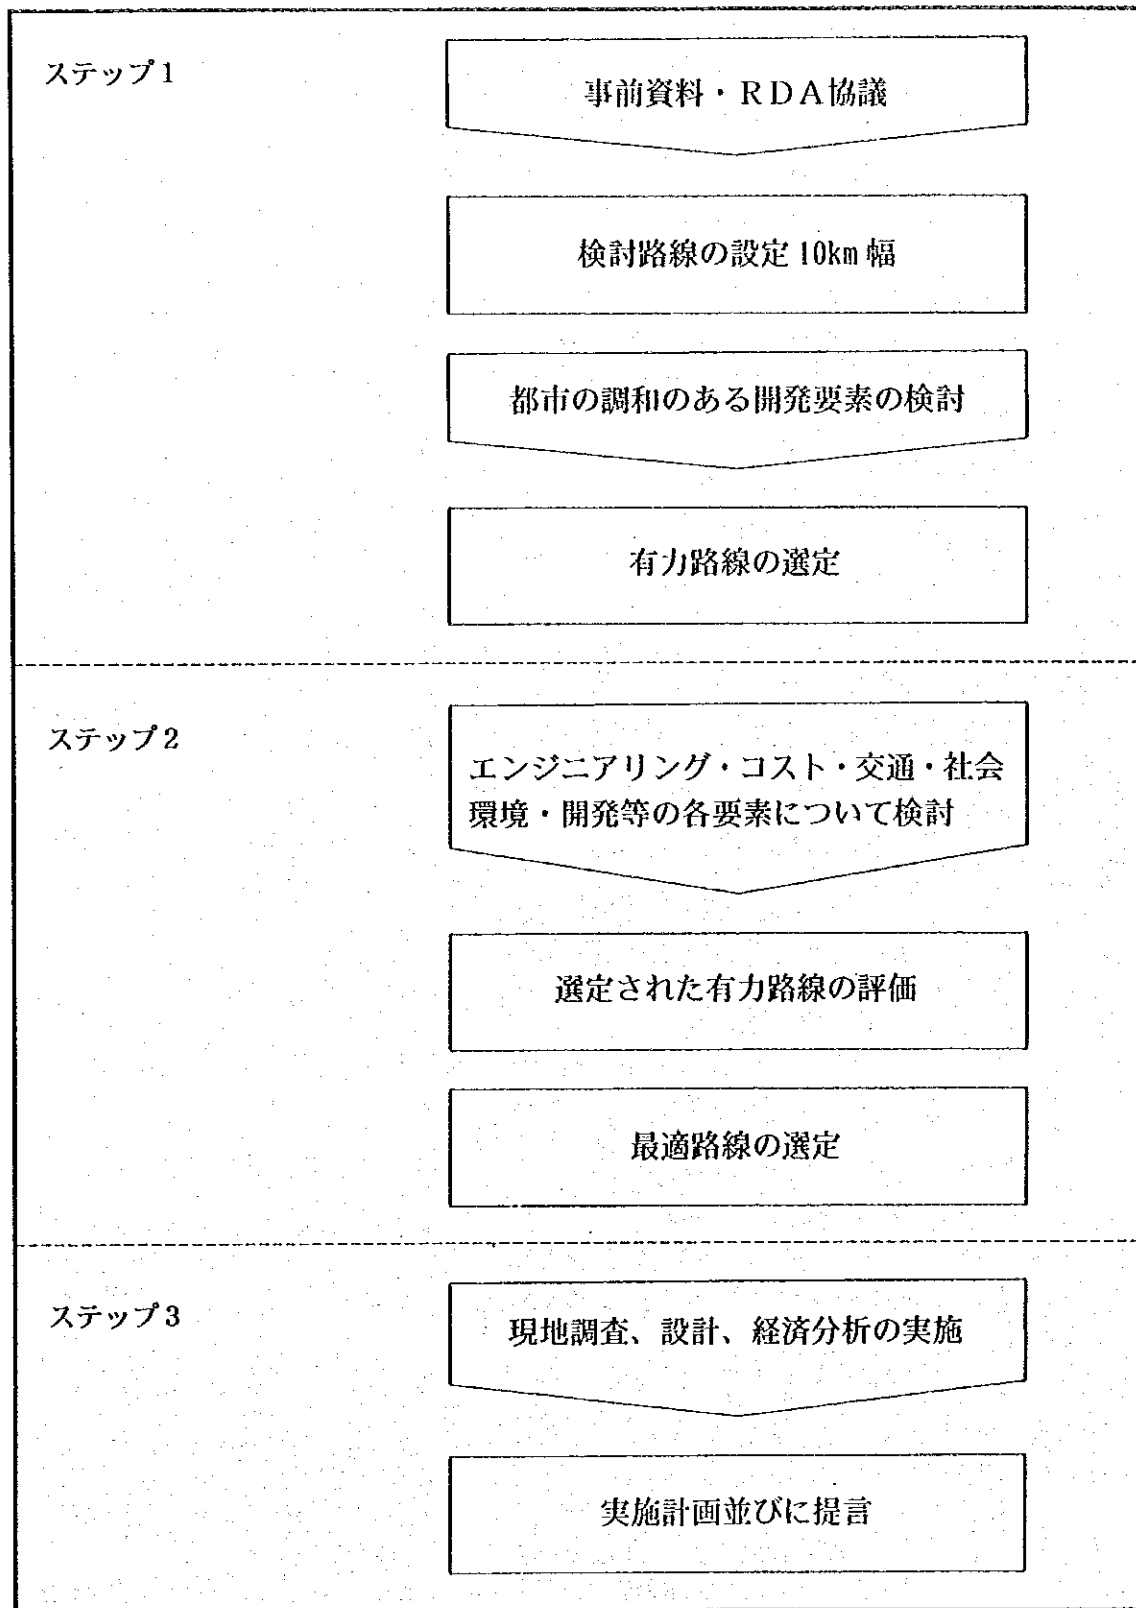 ステップ1
事前資料・RDA協議
検討路線の設定 10km 幅
都市の調和のある開発要素の検討
有力路線の選定
ステップ2
エンジニアリング・コスト・交通・社会
環境・開発等の各要素について検討
選定された有力路線の評価
最適路線の選定
ステップ3
現地調査、設計、経済分析の実施
実施計画並びに提言